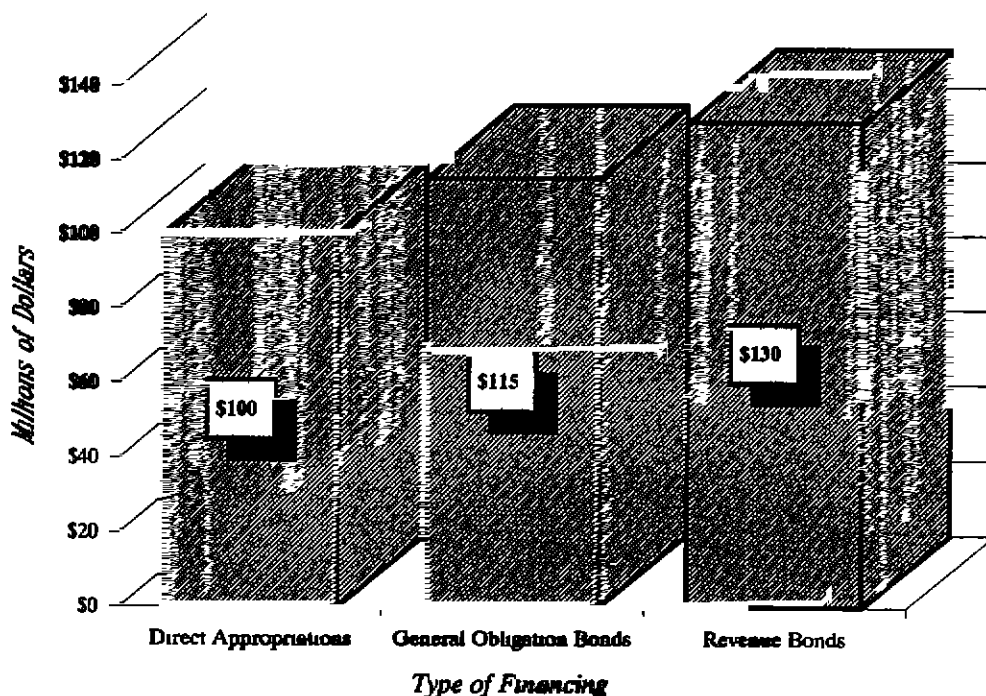 $140
$120
$100
$80
$60
$40
$20
$0
Millions of Dollars
$100
$115
$130
Direct Appropriations
General Obligation Bonds
Revenue Bonds
Type of Financing